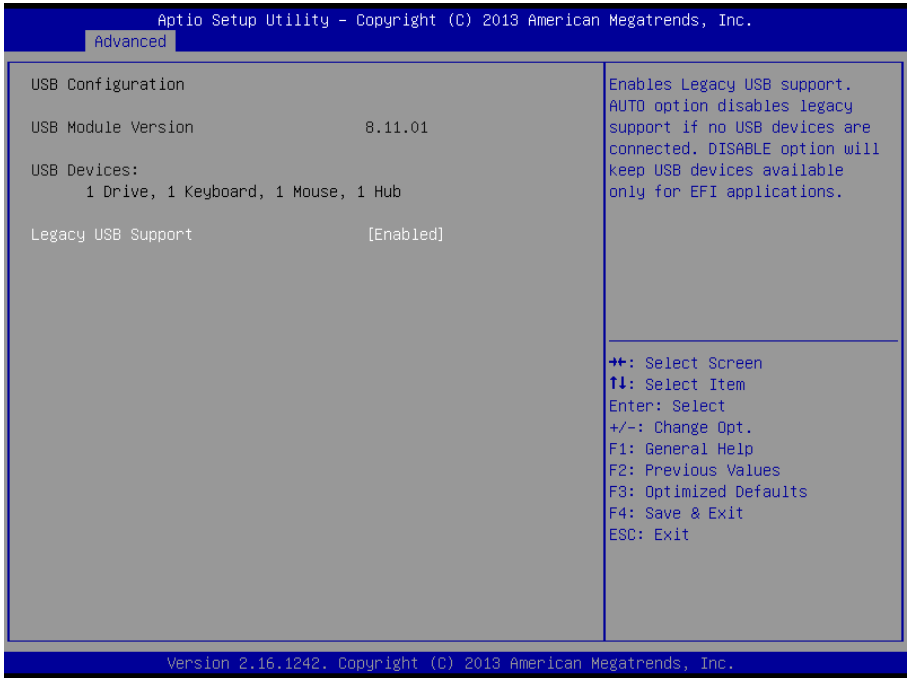 Aptio Setup Utility – Copyright (C) 2013 American Megatrends, Inc.
Advanced
USB Configuration
USB Module Version 8.11.01
USB Devices:
1 Drive, 1 Keyboard, 1 Mouse, 1 Hub
Legacy USB Support [Enabled]
Enables Legacy USB support.
AUTO option disables legacy
support if no USB devices are
connected. DISABLE option will
keep USB devices available
only for EFI applications.
→←: Select Screen
↑↓: Select Item
Enter: Select
+/-: Change Opt.
F1: General Help
F2: Previous Values
F3: Optimized Defaults
F4: Save & Exit
ESC: Exit
Version 2.16.1242. Copyright (C) 2013 American Megatrends, Inc.